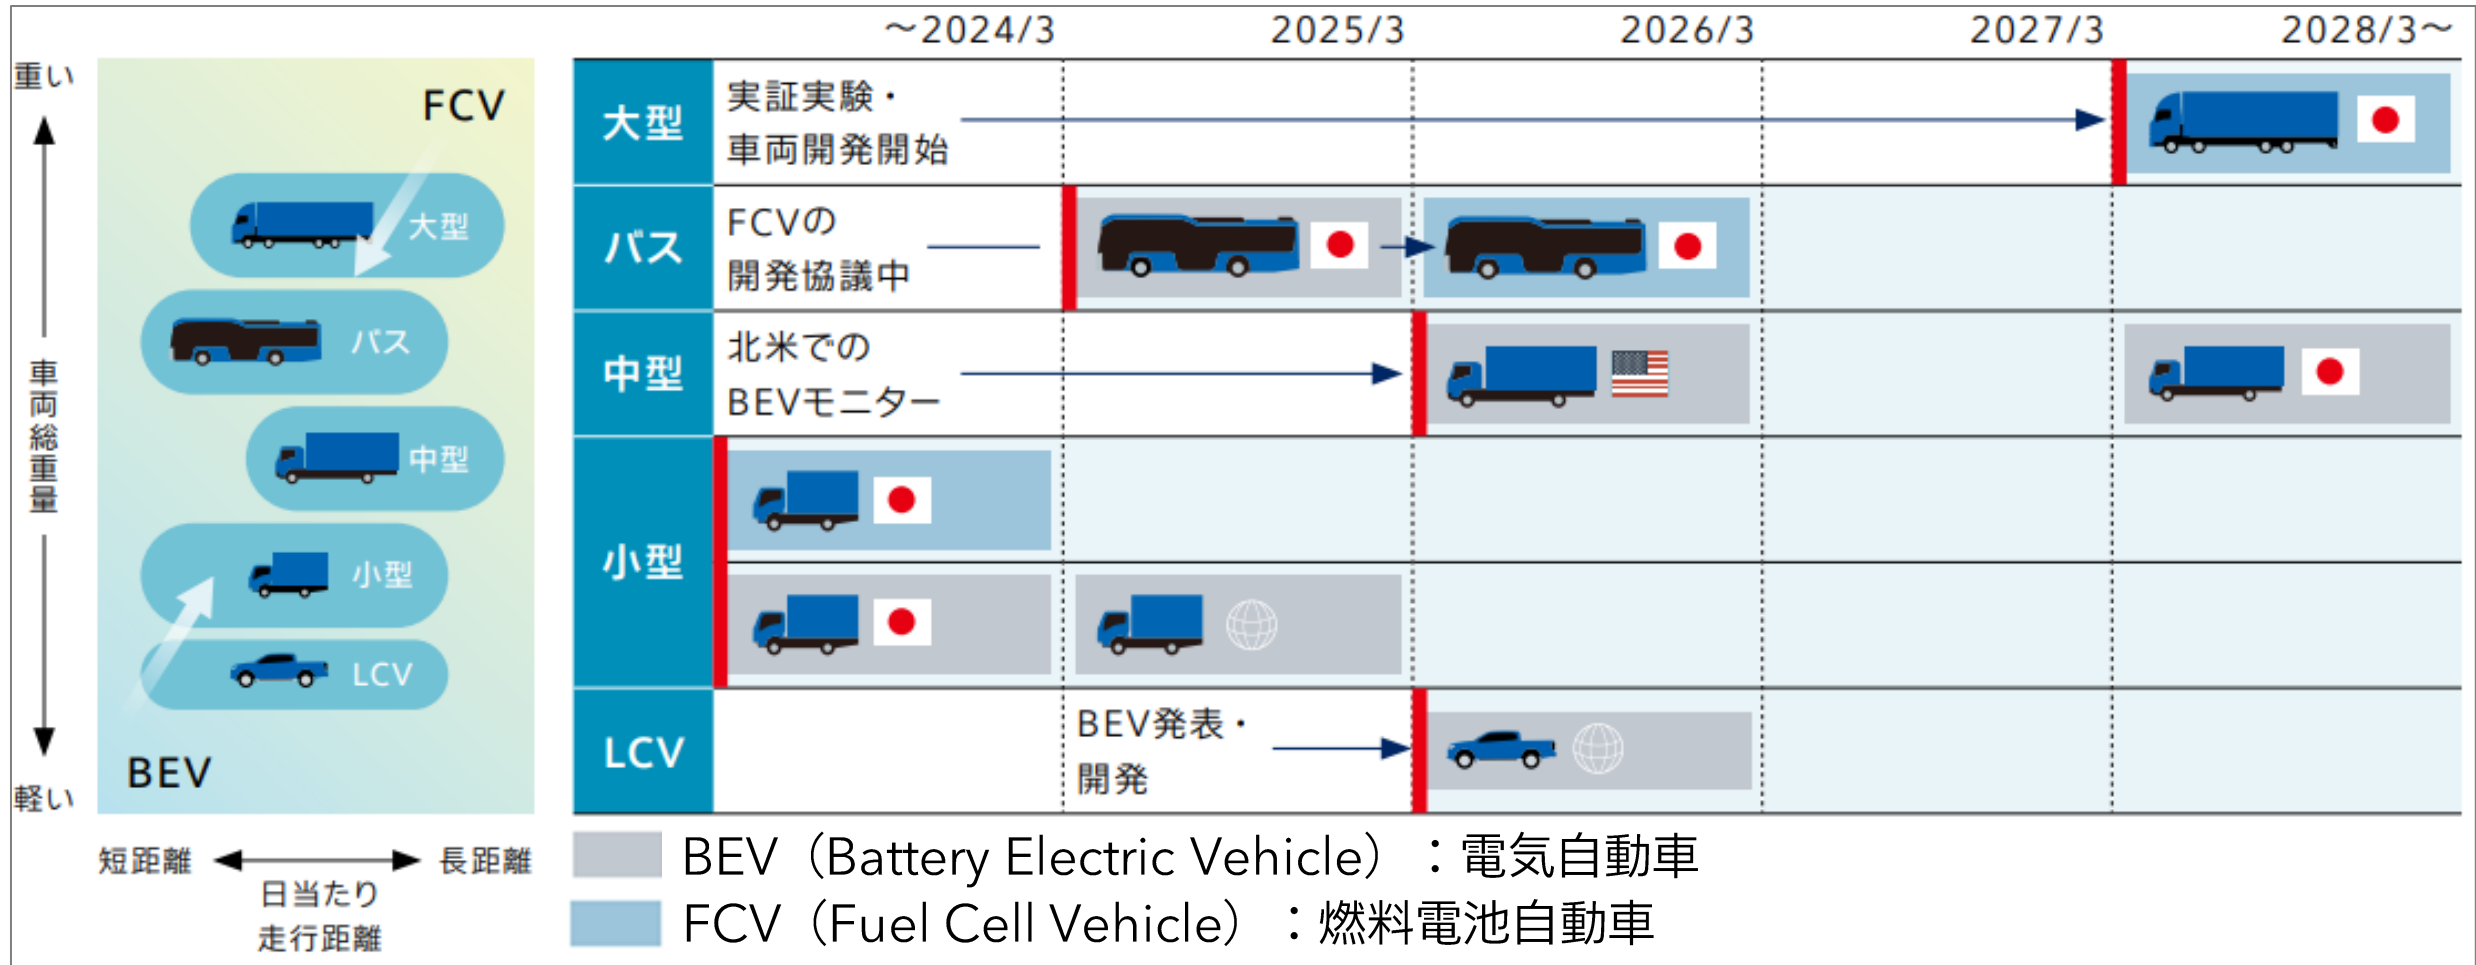 ～2024/3
2025/3
2026/3
2027/3
2028/3～
重い
車両総重量
軽い
FCV
大型
バス
中型
小型
LCV
BEV
短距離
長距離
日当たり
走行距離
大型
実証実験・
車両開発開始
バス
FCVの
開発協議中
中型
北米での
BEVモニター
小型
LCV
BEV発表・
開発
BEV（Battery Electric Vehicle）：電気自動車
FCV（Fuel Cell Vehicle）：燃料電池自動車